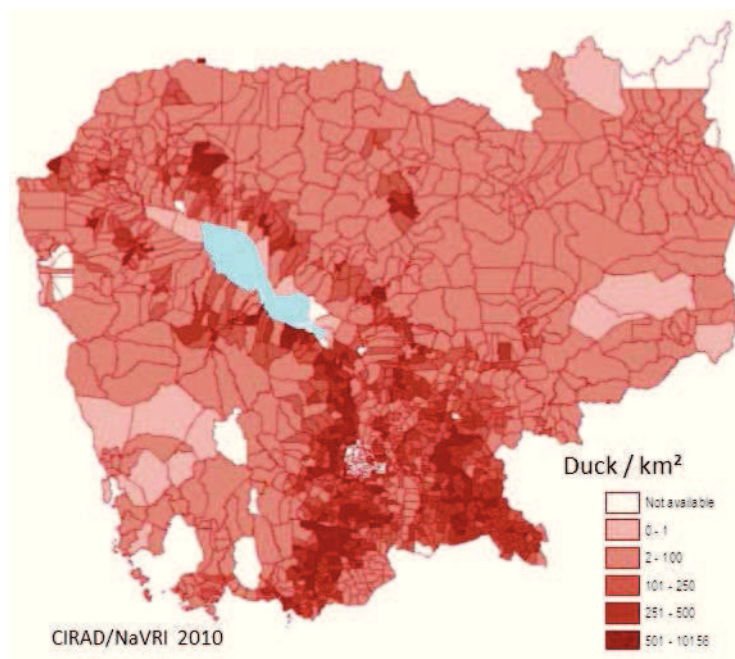 Duck / km²
Not available
0 - 1
2 - 100
101 - 250
251 - 500
501 - 10156
CIRAD/NaVRI 2010